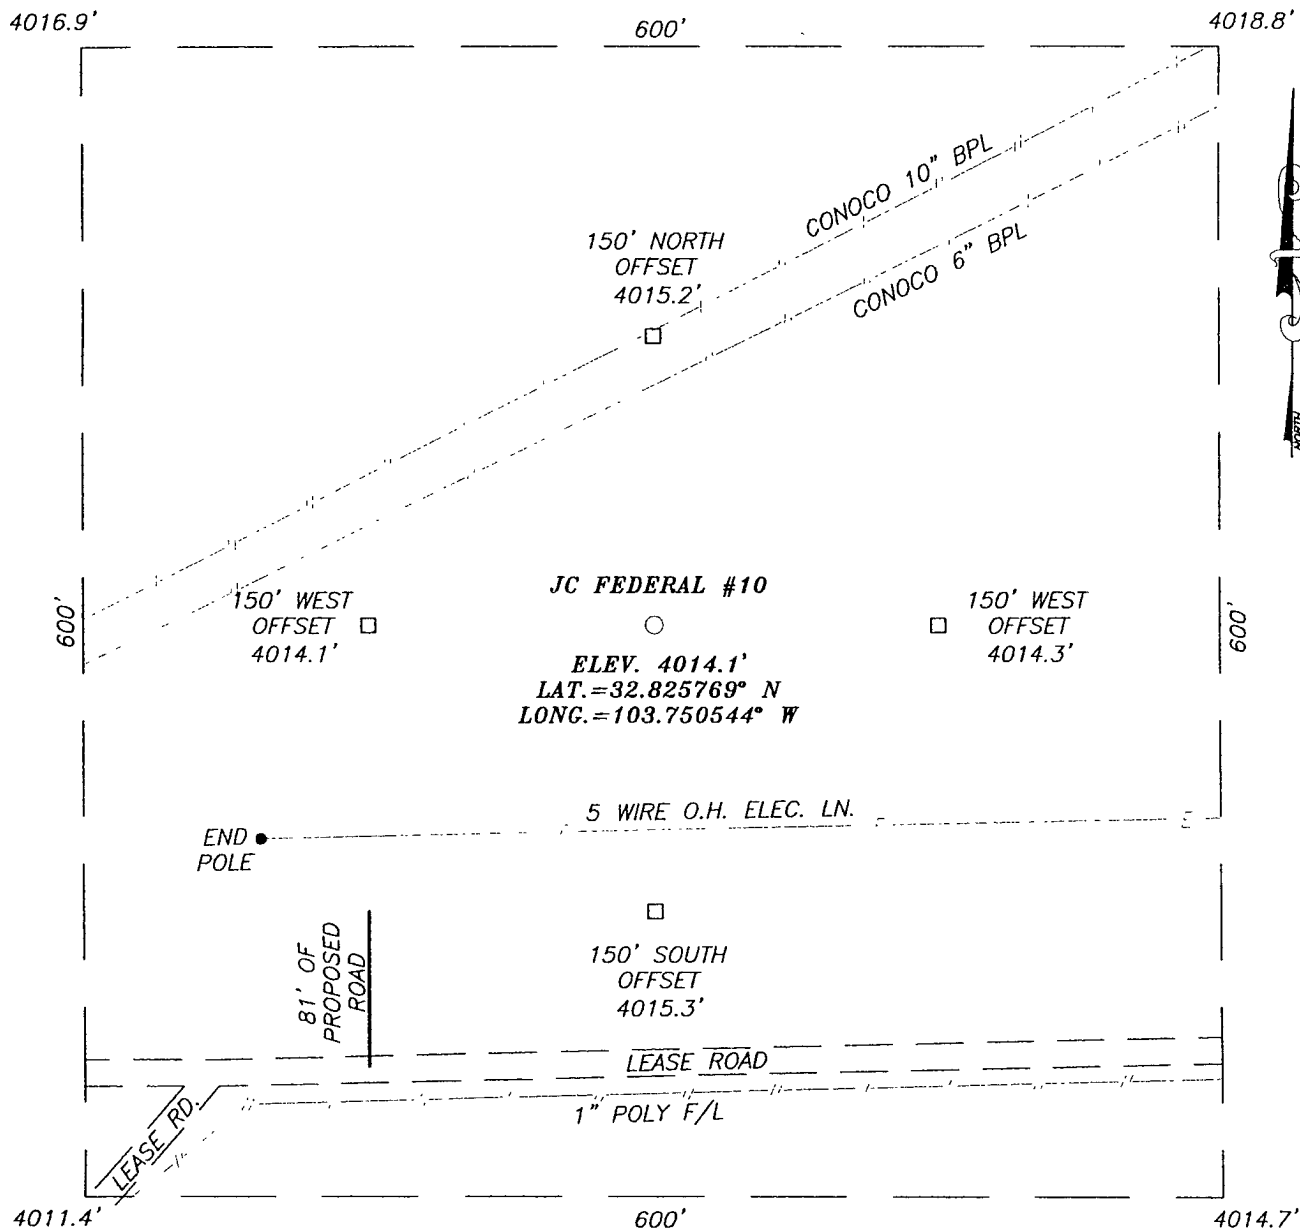 4016.9'
600'
4018.8'
CONOCO 10" BPL
CONOCO 6" BPL
150' NORTH
OFFSET
4015.2'
NORTH
600'
150' WEST
OFFSET
4014.1'
JC FEDERAL #10
ELEV. 4014.1'
LAT.=32.825769° N
LONG.=103.750544° W
150' WEST
OFFSET
4014.3'
600'
5 WIRE O.H. ELEC. LN.
END
POLE
81' OF
PROPOSED
ROAD
150' SOUTH
OFFSET
4015.3'
LEASE ROAD
1" POLY F/L
LEASE RD.
4011.4'
600'
4014.7'